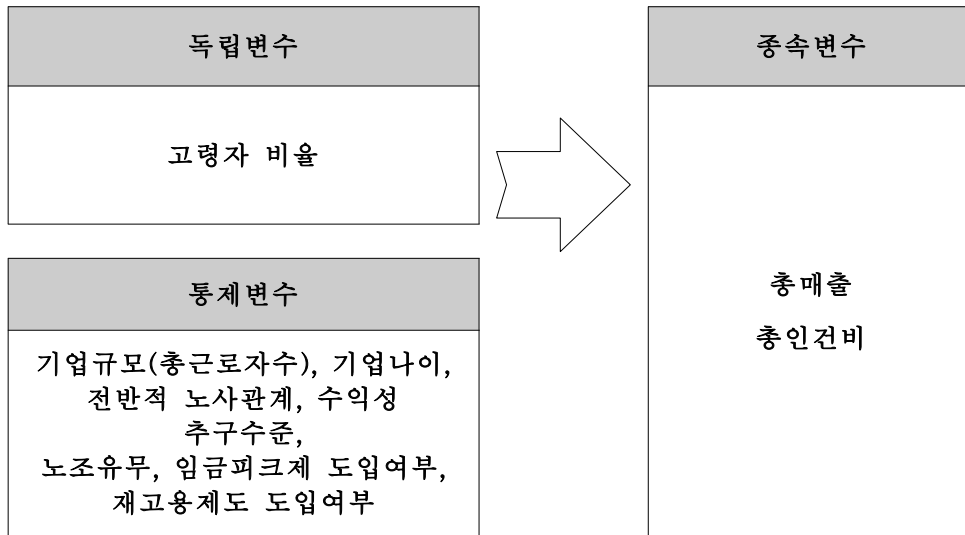 독립변수
고령자 비율
통제변수
기업규모(총근로자수), 기업나이,
전반적 노사관계, 수익성
추구수준,
노조유무, 임금피크제 도입여부,
재고용제도 도입여부
종속변수
총매출
총인건비